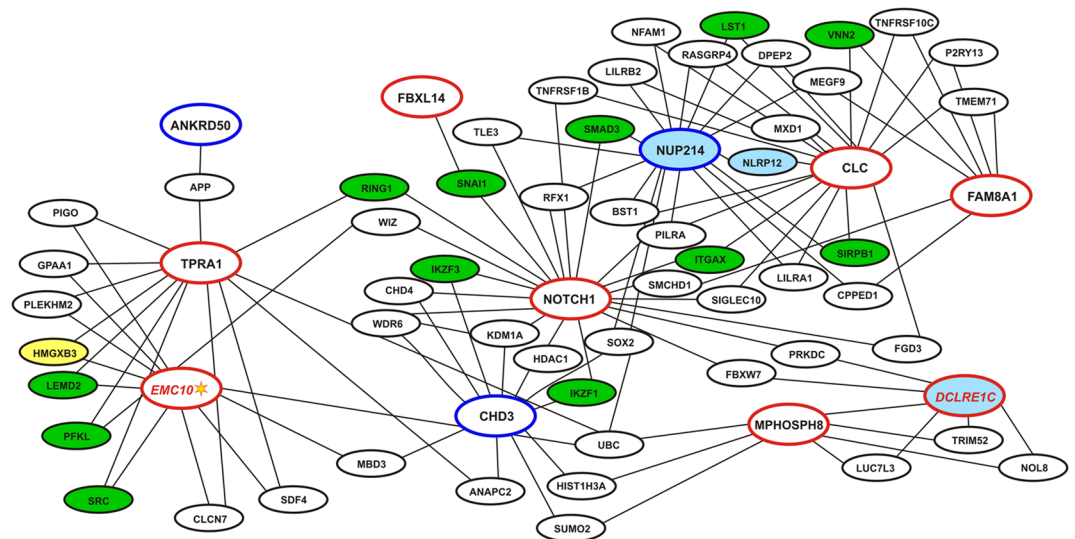 LST1
TNFRSF10C
NFAM1
VNN2
RASGRP4
DPEP2
P2RY13
LILRB2
MEGF9
TNFRSF1B
FBXL14
TMEM71
ANKRD50
TLE3
SMAD3
MXD1
NUP214
NLRP12
CLC
APP
RING1
SNAI1
RFX1
FAM8A1
PIGO
WIZ
BST1
PILRA
GPAA1
TPRA1
IKZF3
ITGAX
SIRPB1
PLEKHM2
CHD4
NOTCH1
SMCHD1
LILRA1
SIGLEC10
CPPED1
WDR6
KDM1A
SOX2
HMGXB3
HDAC1
PRKDC
FGD3
LEMD2
EMC10
IKZF1
FBXW7
DCLRE1C
CHD3
MPHOSPH8
PFKL
UBC
TRIM52
MBD3
LUC7L3
NOL8
SRC
SDF4
ANAPC2
HIST1H3A
CLCN7
SUMO2